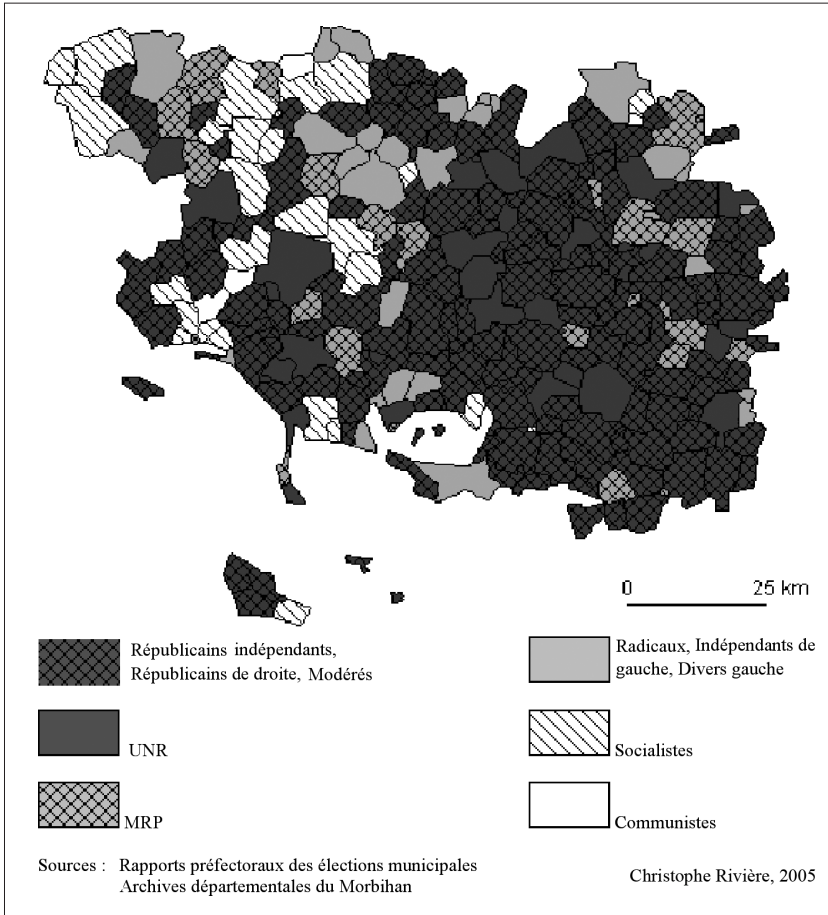 0 25 km
Républicains indépendants,
Républicains de droite, Modérés
UNR
MRP
Radicaux, Indépendants de
gauche, Divers gauche
Socialistes
Communistes
Sources : Rapports préfectoraux des élections municipales
Archives départementales du Morbihan
Christophe Rivière, 2005